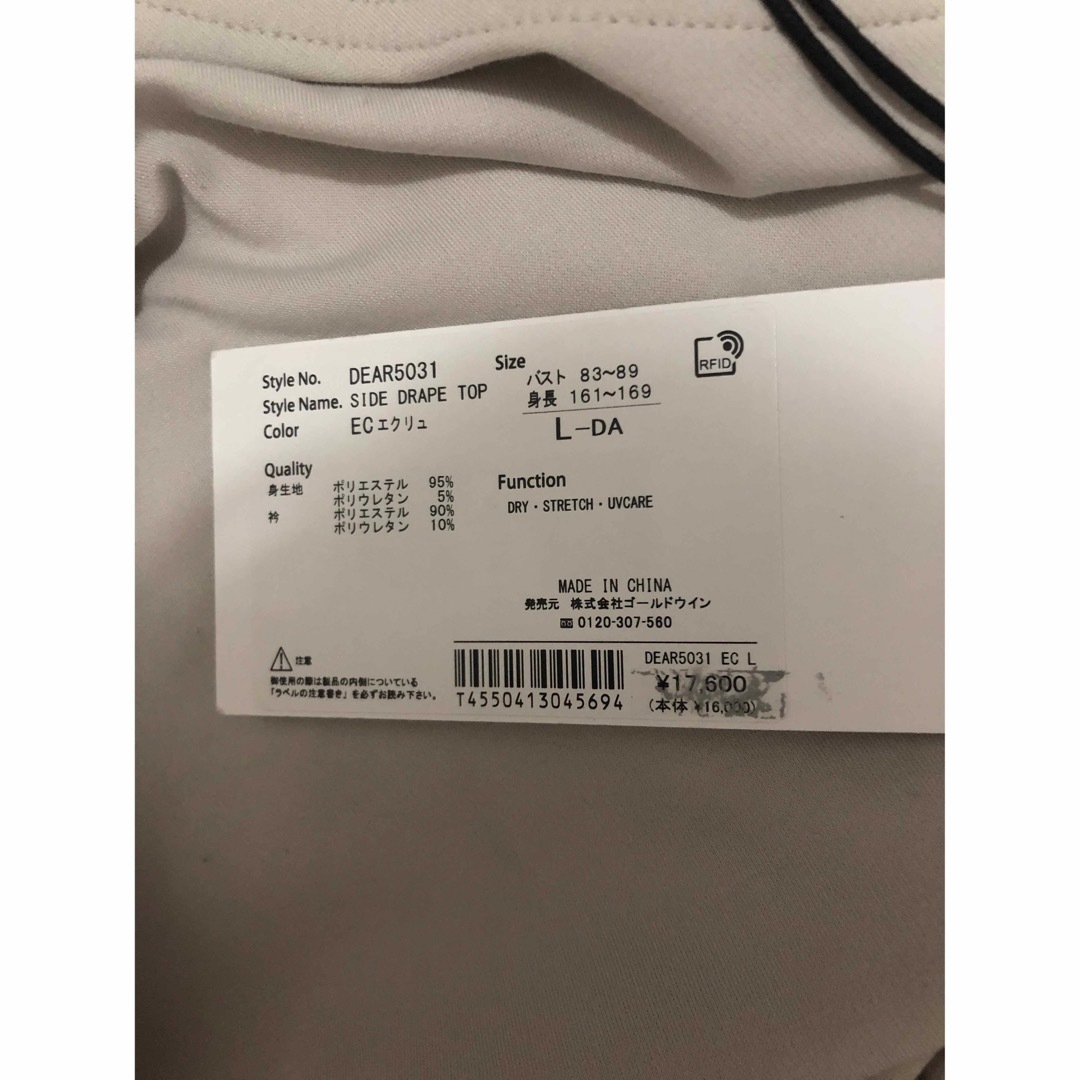 Style No. DEAR5031
Style Name. SIDE DRAPE TOP
Color ECエクリュ
Size
バスト 83~89
身長 161~169
L-DA
RFID
Quality
身生地 ポリエステル 95%
ポリウレタン 5%
衿 ポリエステル 90%
ポリウレタン 10%
Function
DRY・STRETCH・UVCARE
MADE IN CHINA
発売元 株式会社ゴールドウイン
0120-307-560
注意
御使用の際は製品の内側についている
「ラベルの注意書き」を必ずお読み下さい。
T4550413045694
DEAR5031 EC L
¥17,600
(本体 ¥16,000)